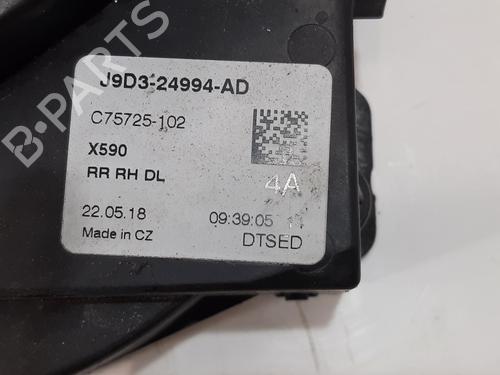 B-PARTS
J9D3-24994-AD
C75725-102
X590
RR RH DL
4A
22.05.18 09:39:05
Made in CZ DTSED